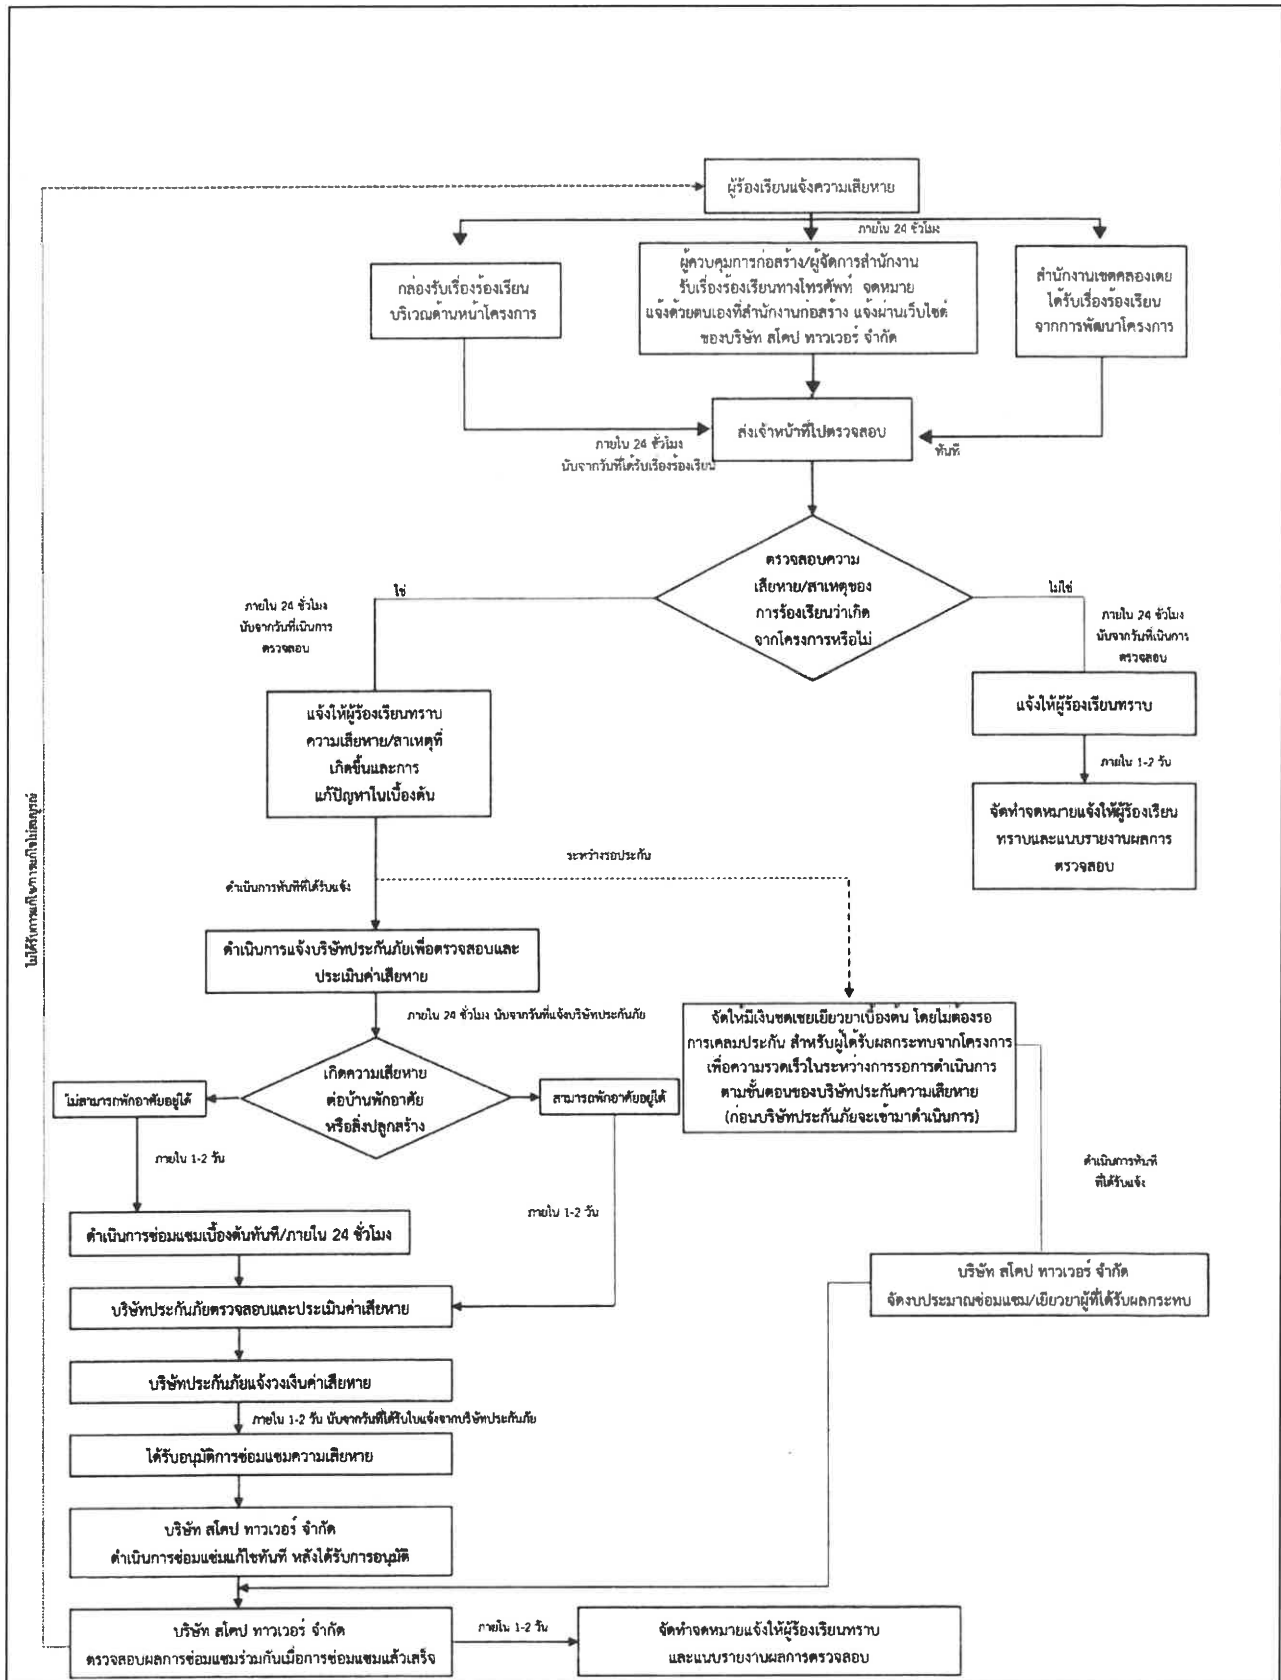 ผู้ร้องเรียนแจ้งความเสียหาย
ภายใน 24 ชั่วโมง
กล่องรับเรื่องร้องเรียน
บริเวณด้านหน้าโครงการ
ผู้ควบคุมการก่อสร้าง/ผู้จัดการสำนักงาน
รับเรื่องร้องเรียนทางโทรศัพท์ จดหมาย
แจ้งด้วยตนเองที่สำนักงานก่อสร้าง แจ้งผ่านเว็บไซต์
ของบริษัท สโคป ทาวเวอร์ จำกัด
สำนักงานเขตคลองเตย
ได้รับเรื่องร้องเรียน
จากการพัฒนาโครงการ
ส่งเจ้าหน้าที่ไปตรวจสอบ
ภายใน 24 ชั่วโมง
นับจากวันที่ได้รับเรื่องร้องเรียน
ทันที
ตรวจสอบความ
เสียหาย/สาเหตุของ
การร้องเรียนว่าเกิด
จากโครงการหรือไม่
ใช่
ไม่ใช่
ภายใน 24 ชั่วโมง
นับจากวันที่เนินการ
ตรวจสอบ
ภายใน 24 ชั่วโมง
นับจากวันที่เนินการ
ตรวจสอบ
แจ้งให้ผู้ร้องเรียนทราบ
ความเสียหาย/สาเหตุที่
เกิดขึ้นและการ
แก้ปัญหาในเบื้องต้น
แจ้งให้ผู้ร้องเรียนทราบ
ภายใน 1-2 วัน
จัดทำจดหมายแจ้งให้ผู้ร้องเรียน
ทราบและแนบรายงานผลการ
ตรวจสอบ
ไม่ได้รับการแก้ไข/การแก้ไขไม่สมบูรณ์
ระหว่างรอประกัน
ดำเนินการทันทีที่ได้รับแจ้ง
ดำเนินการแจ้งบริษัทประกันภัยเพื่อตรวจสอบและ
ประเมินค่าเสียหาย
ภายใน 24 ชั่วโมง นับจากวันที่แจ้งบริษัทประกันภัย
จัดให้มีเงินชดเชยเยียวยาเบื้องต้น โดยไม่ต้องรอ
การเคลมประกัน สำหรับผู้ได้รับผลกระทบจากโครงการ
เพื่อความรวดเร็วในระหว่างการรอการดำเนินการ
ตามขั้นตอนของบริษัทประกันความเสียหาย
(ก่อนบริษัทประกันภัยจะเข้ามาดำเนินการ)
เกิดความเสียหาย
ต่อบ้านพักอาศัย
หรือสิ่งปลูกสร้าง
ไม่สามารถพักอาศัยอยู่ได้
สามารถพักอาศัยอยู่ได้
ภายใน 1-2 วัน
ภายใน 1-2 วัน
ดำเนินการทันที
ที่ได้รับแจ้ง
ดำเนินการซ่อมแซมเบื้องต้นทันที/ภายใน 24 ชั่วโมง
บริษัทประกันภัยตรวจสอบและประเมินค่าเสียหาย
บริษัท สโคป ทาวเวอร์ จำกัด
จัดงบประมาณซ่อมแซม/เยียวยาผู้ที่ได้รับผลกระทบ
บริษัทประกันภัยแจ้งวงเงินค่าเสียหาย
ภายใน 1-2 วัน นับจากวันที่ได้รับใบแจ้งจากบริษัทประกันภัย
ได้รับอนุมัติการซ่อมแซมความเสียหาย
บริษัท สโคป ทาวเวอร์ จำกัด
ดำเนินการซ่อมแซ่มแก้ไขทันที หลังได้รับการอนุมัติ
บริษัท สโคป ทาวเวอร์ จำกัด
ตรวจสอบผลการซ่อมแซมร่วมกันเมื่อการซ่อมแซมแล้วเสร็จ
ภายใน 1-2 วัน
จัดทำจดหมายแจ้งให้ผู้ร้องเรียนทราบ
และแนบรายงานผลการตรวจสอบ